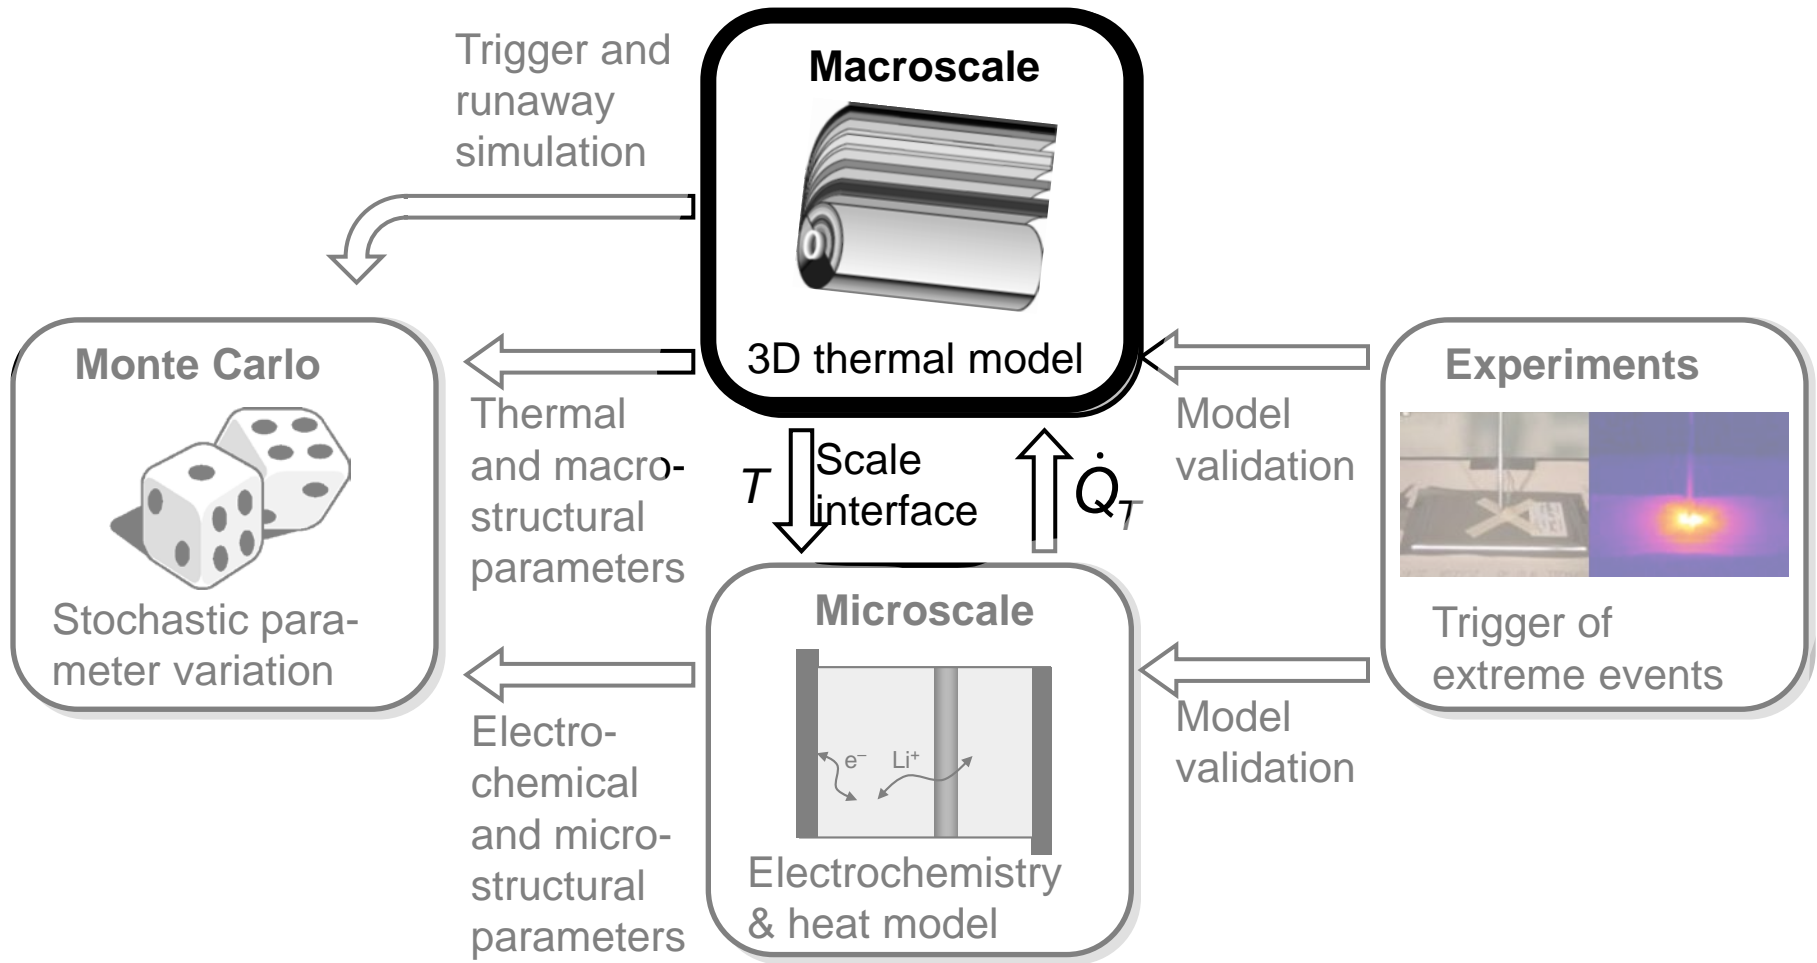 Trigger and
runaway
simulation
Macroscale
3D thermal model
Monte Carlo
Stochastic para-
meter variation
Thermal
and macro-
structural
parameters
T
Scale
interface
Q̇T
Model
validation
Experiments
Trigger of
extreme events
Microscale
e⁻
Li⁺
Electrochemistry
& heat model
Electro-
chemical
and micro-
structural
parameters
Model
validation